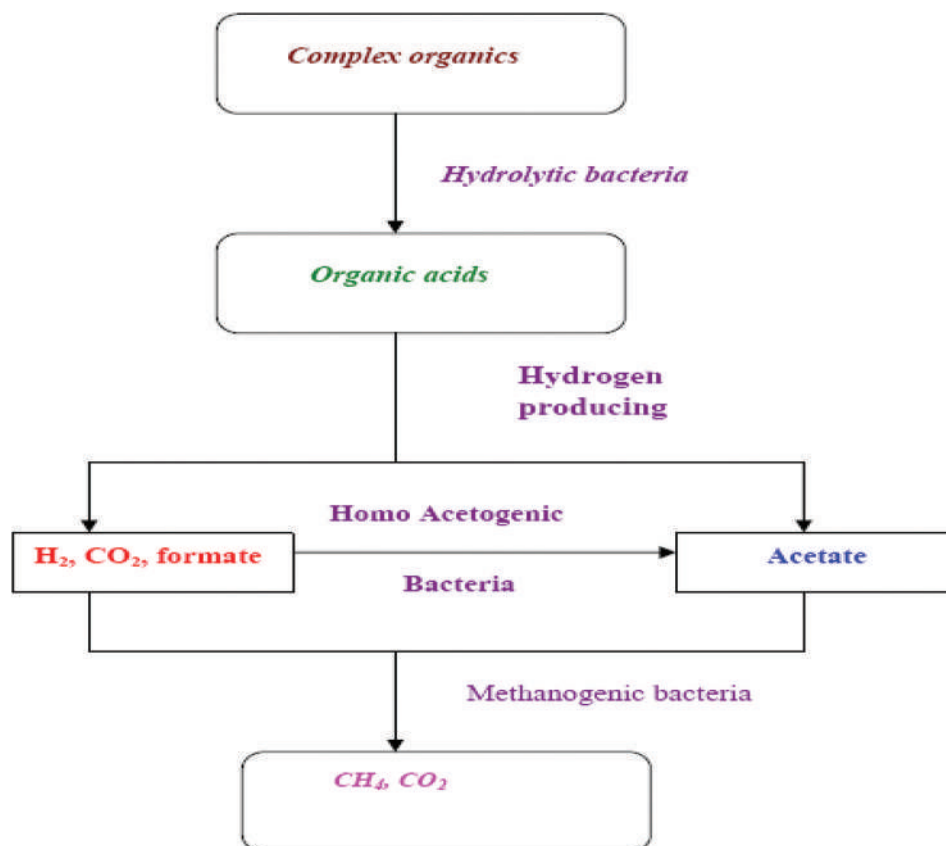 Complex organics
Hydrolytic bacteria
Organic acids
Hydrogen
producing
Homo Acetogenic
H₂, CO₂, formate
Acetate
Bacteria
Methanogenic bacteria
CH₄, CO₂